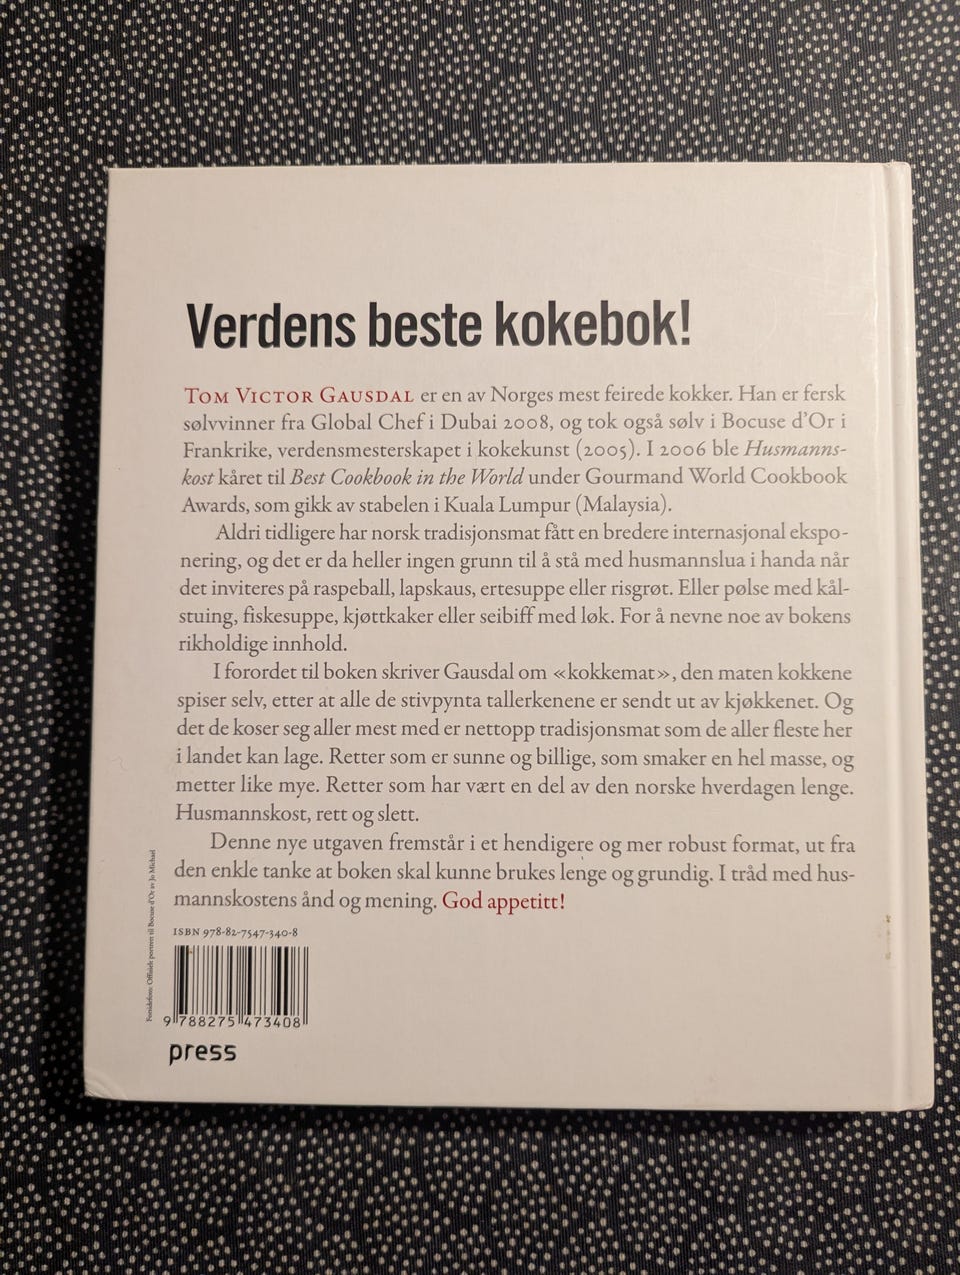 Verdens beste kokebok!
Tom Victor Gausdal er en av Norges mest feirede kokker. Han er fersk
sølvvinner fra Global Chef i Dubai 2008, og tok også sølv i Bocuse d’Or i
Frankrike, verdensmesterskapet i kokekunst (2005). I 2006 ble Husmanns-
kost kåret til Best Cookbook in the World under Gourmand World Cookbook
Awards, som gikk av stabelen i Kuala Lumpur (Malaysia).
Aldri tidligere har norsk tradisjonsmat fått en bredere internasjonal ekspo-
nering, og det er da heller ingen grunn til å stå med husmannslua i handa når
det inviteres på raspeball, lapskaus, ertesuppe eller risgrøt. Eller pølse med kål-
stuing, fiskesuppe, kjøttkaker eller seibiff med løk. For å nevne noe av bokens
rikholdige innhold.
I forordet til boken skriver Gausdal om «kokkemat», den maten kokkene
spiser selv, etter at alle de stivpynta tallerkenene er sendt ut av kjøkkenet. Og
det de koser seg aller mest med er nettopp tradisjonsmat som de aller fleste her
i landet kan lage. Retter som er sunne og billige, som smaker en hel masse, og
metter like mye. Retter som har vært en del av den norske hverdagen lenge.
Husmannskost, rett og slett.
Denne nye utgaven fremstår i et hendigere og mer robust format, ut fra
den enkle tanke at boken skal kunne brukes lenge og grundig. I tråd med hus-
mannskostens ånd og mening. God appetitt!
Forsidefoto: Offisielt portrett til Bocuse d’Or av Jo Michael
ISBN 978-82-7547-340-8
9 788275 473408
press